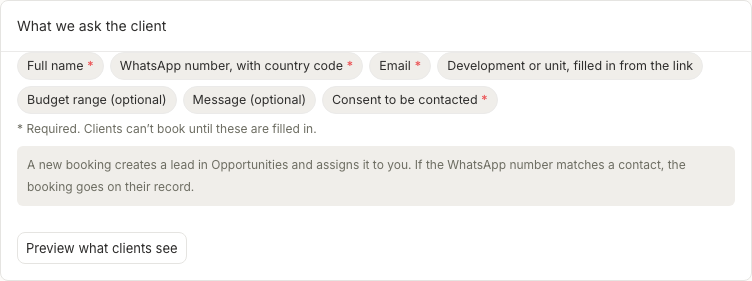 What we ask the client
Full name * WhatsApp number, with country code * Email * Development or unit, filled in from the link
Budget range (optional) Message (optional) Consent to be contacted *
* Required. Clients can’t book until these are filled in.
A new booking creates a lead in Opportunities and assigns it to you. If the WhatsApp number matches a contact, the
booking goes on their record.
Preview what clients see